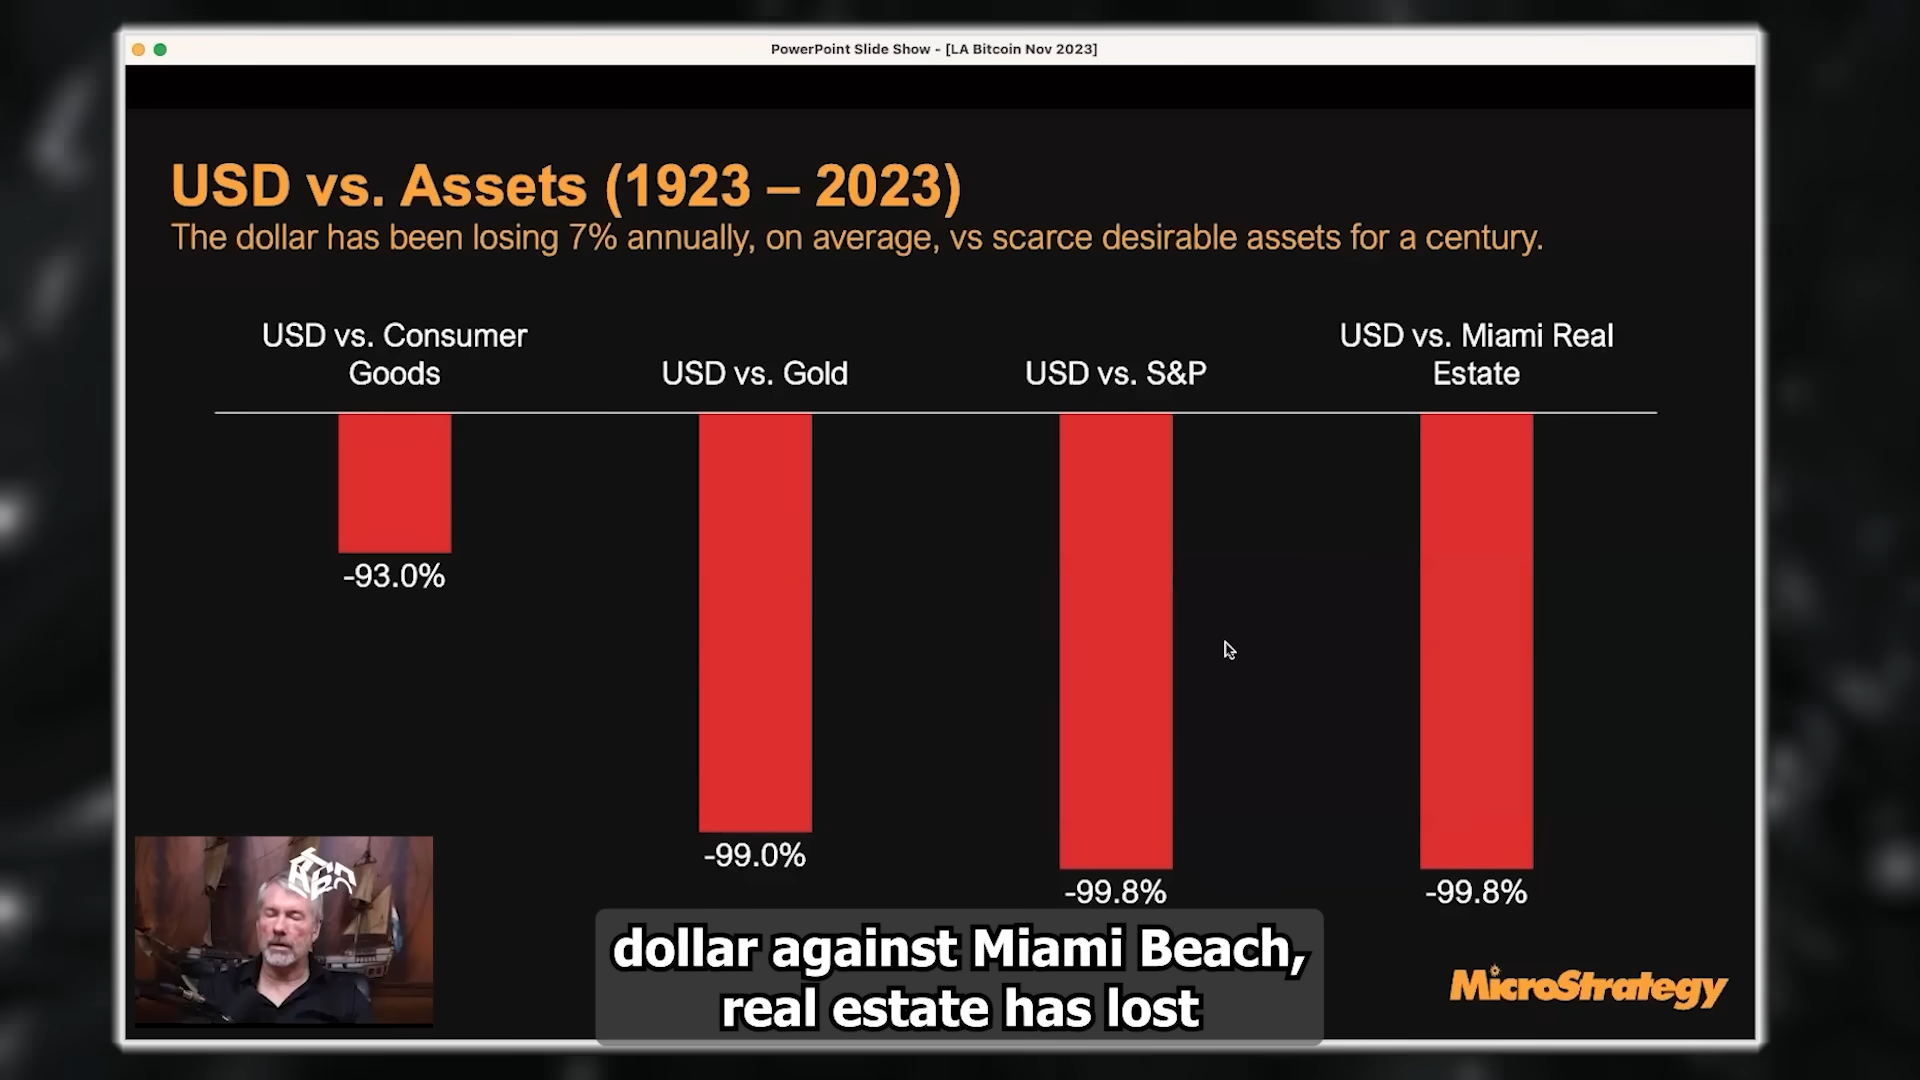 PowerPoint Slide Show - [LA Bitcoin Nov 2023]
USD vs. Assets (1923 – 2023)
The dollar has been losing 7% annually, on average, vs scarce desirable assets for a century.
USD vs. Consumer
Goods
USD vs. Gold
USD vs. S&P
USD vs. Miami Real
Estate
-93.0%
-99.0%
-99.8%
-99.8%
dollar against Miami Beach,
real estate has lost
MicroStrategy